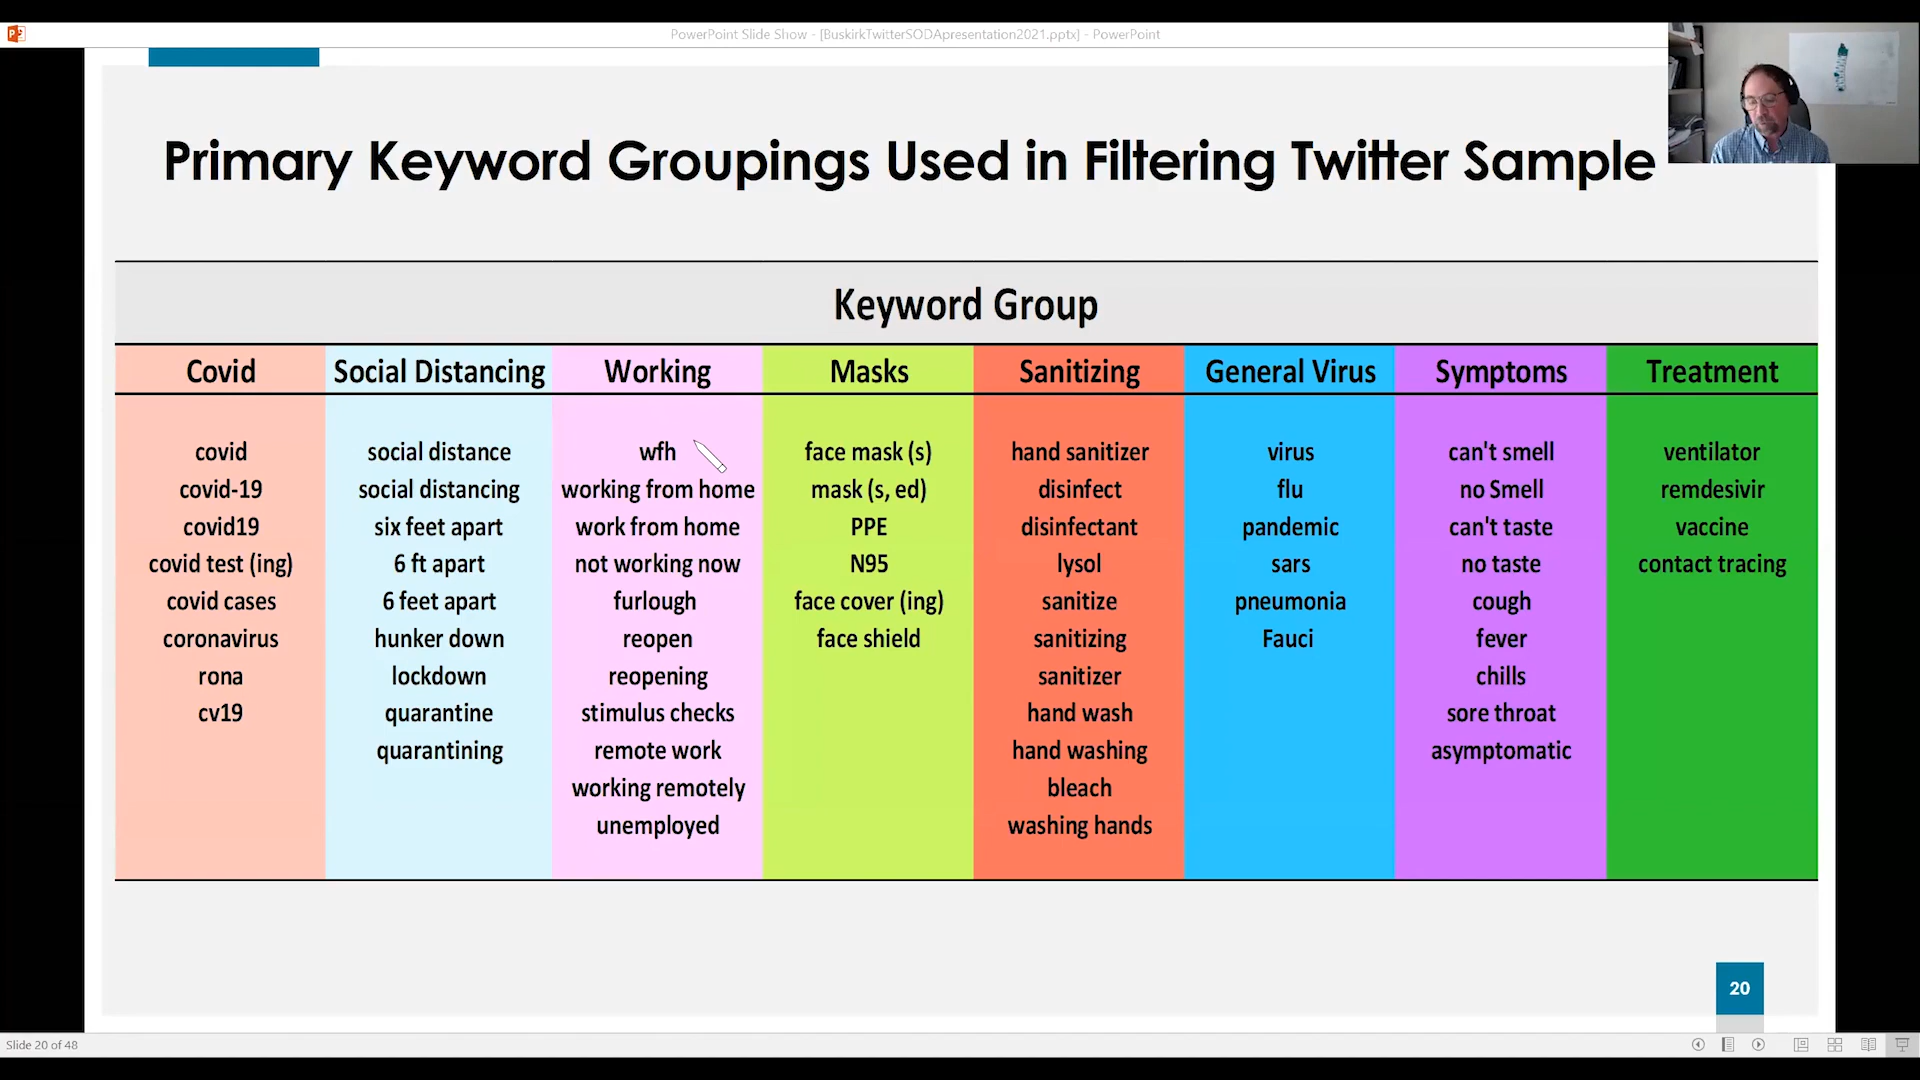 PowerPoint Slide Show - [BuskirkTwitterSODApresentation2021.pptx] - PowerPoint
Primary Keyword Groupings Used in Filtering Twitter Sample
Keyword Group
Covid Social Distancing Working Masks Sanitizing General Virus Symptoms Treatment
covid social distance wfh face mask (s) hand sanitizer virus can't smell ventilator
covid-19 social distancing working from home mask (s, ed) disinfect flu no Smell remdesivir
covid19 six feet apart work from home PPE disinfectant pandemic can't taste vaccine
covid test (ing) 6 ft apart not working now N95 lysol sars no taste contact tracing
covid cases 6 feet apart furlough face cover (ing) sanitize pneumonia cough
coronavirus hunker down reopen face shield sanitizing Fauci fever
rona lockdown reopening sanitizer chills
cv19 quarantine stimulus checks hand wash sore throat
quarantining remote work hand washing asymptomatic
working remotely bleach
unemployed washing hands
20
Slide 20 of 48